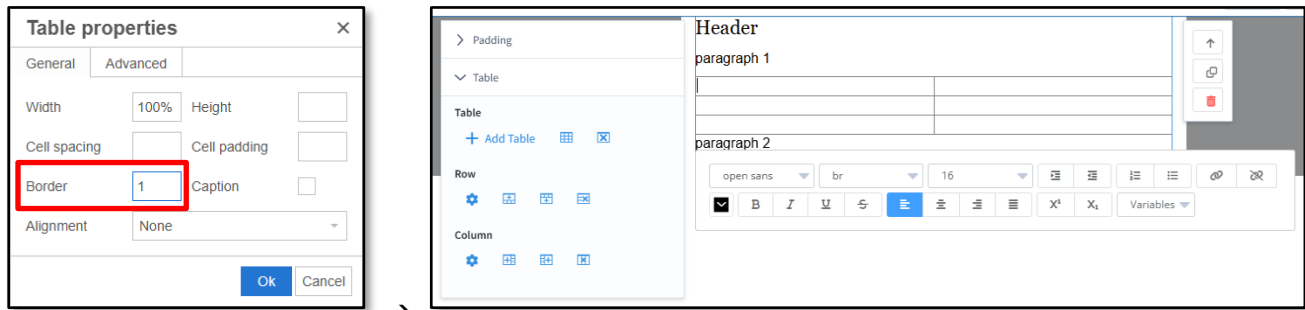 Table properties ×
General Advanced
Width 100% Height
Cell spacing Cell padding
Border 1 Caption
Alignment None
Ok Cancel
Padding
Table
Table
+ Add Table
Row
Column
Header
paragraph 1
paragraph 2
open sans br 16
B I U S X¹ X₁ Variables